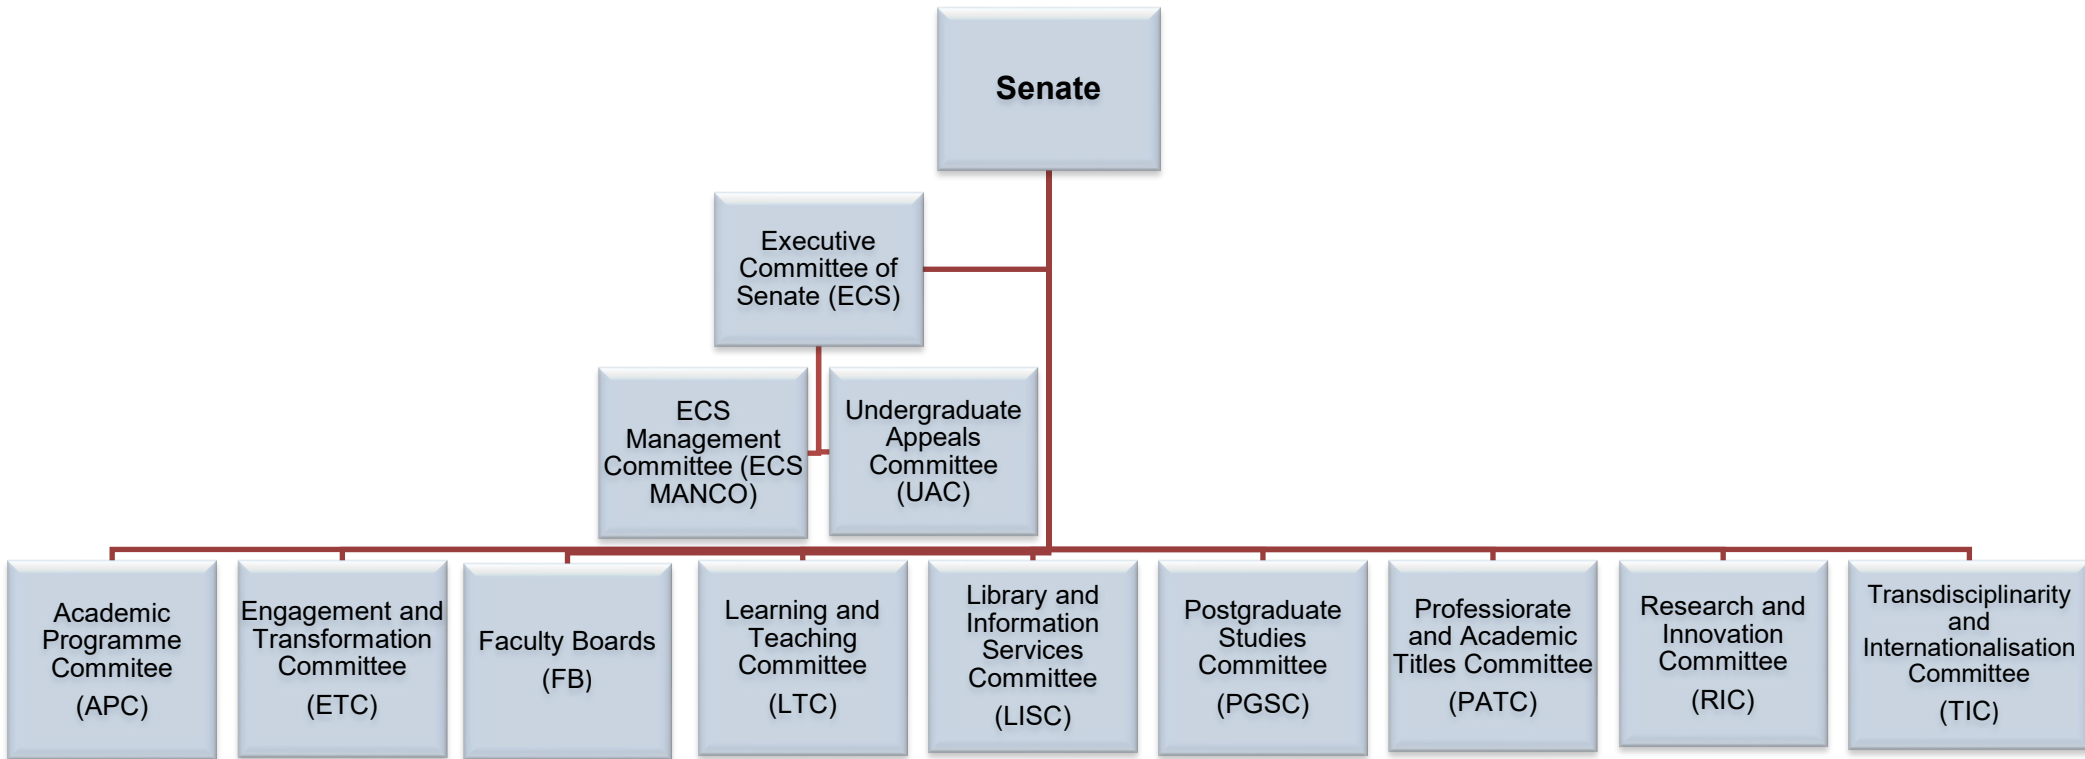 Senate
Executive
Committee of
Senate (ECS)
ECS
Management
Committee (ECS
MANCO)
Undergraduate
Appeals
Committee
(UAC)
Academic
Programme
Commitee
(APC)
Engagement and
Transformation
Committee
(ETC)
Faculty Boards
(FB)
Learning and
Teaching
Committee
(LTC)
Library and
Information
Services
Committee
(LISC)
Postgraduate
Studies
Committee
(PGSC)
Professiorate
and Academic
Titles Committee
(PATC)
Research and
Innovation
Committee
(RIC)
Transdisciplinarity
and
Internationalisation
Committee
(TIC)